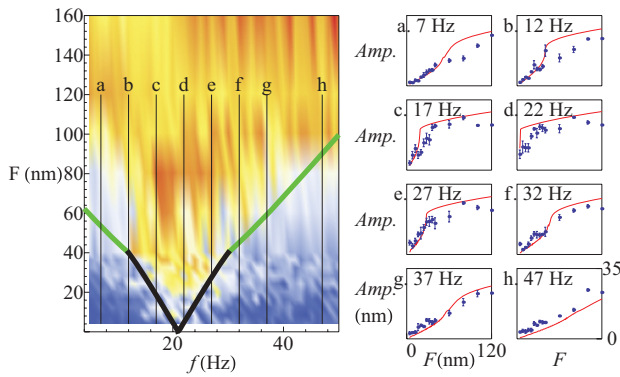 160
140
120
100
F (nm) 80
60
40
20
a b c d e f g h
20 40
f (Hz)
Amp. a. 7 Hz b. 12 Hz
Amp. c. 17 Hz d. 22 Hz
Amp. e. 27 Hz f. 32 Hz
Amp. (nm) g. 37 Hz h. 47 Hz 35
0
0 120
F (nm) F